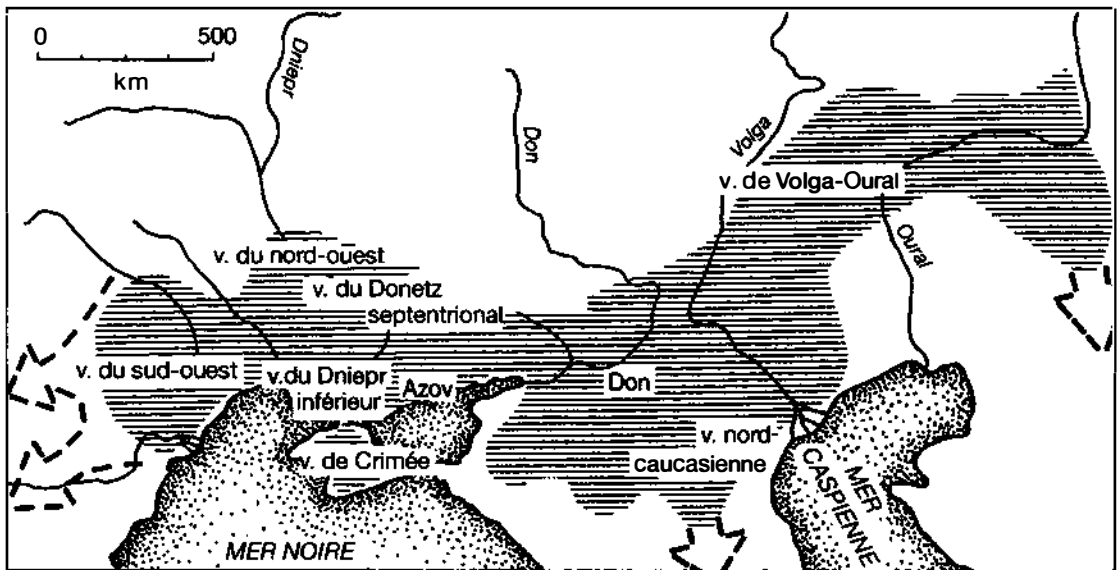 0 500
km
Dniepr
Don
Volga
v. de Volga-Oural
Oural
v. du nord-ouest
v. du Donetz
septentrional
v. du sud-ouest
v. du Dniepr
inférieur
Azov
Don
v. nord-
caucasienne
v. de Crimée
MER NOIRE
MER
CASPIENNE